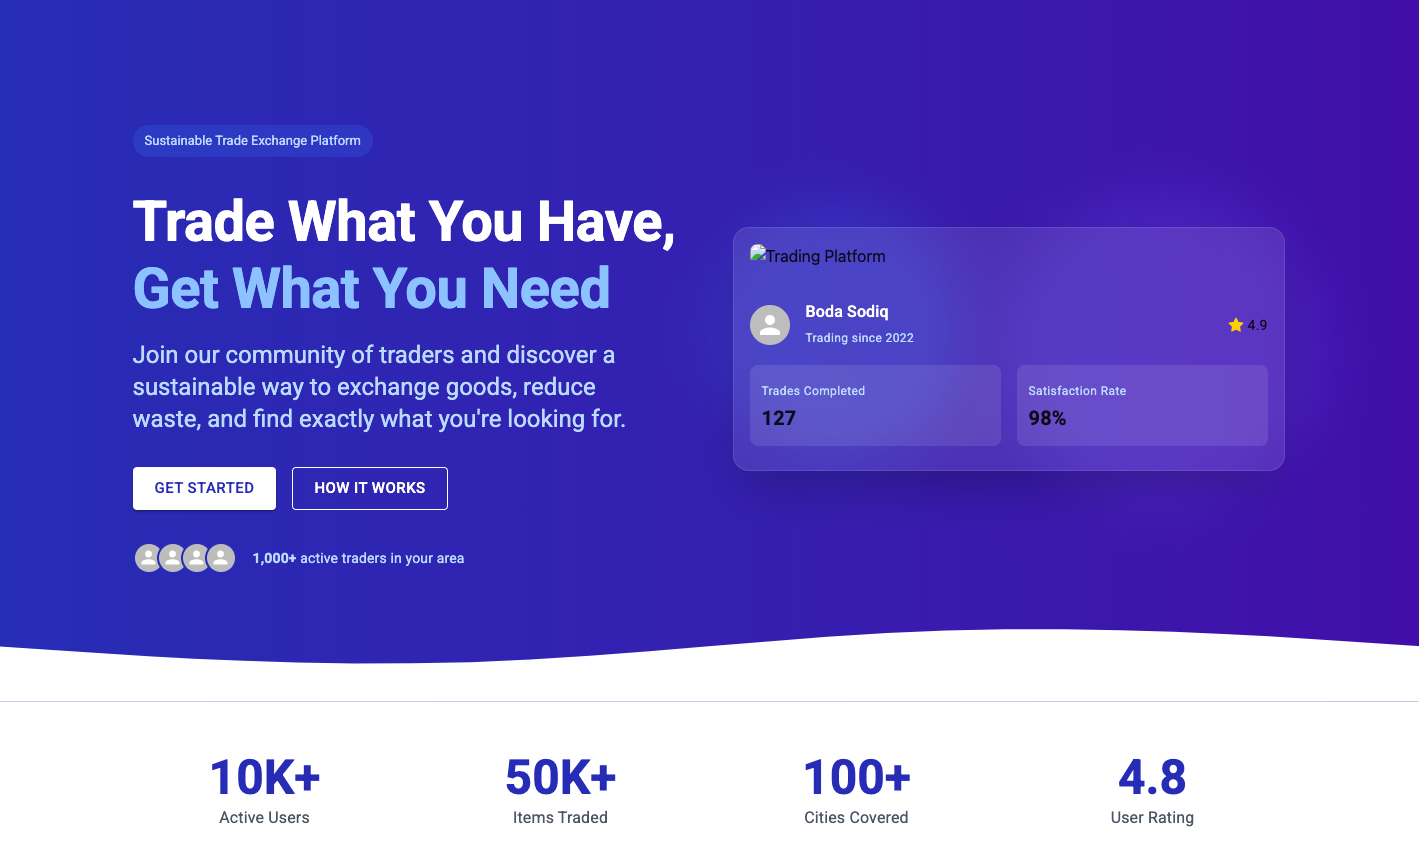 Sustainable Trade Exchange Platform
Trade What You Have,
Get What You Need
Join our community of traders and discover a
sustainable way to exchange goods, reduce
waste, and find exactly what you're looking for.
GET STARTED
HOW IT WORKS
1,000+ active traders in your area
Trading Platform
Boda Sodiq
Trading since 2022
4.9
Trades Completed
127
Satisfaction Rate
98%
10K+
Active Users
50K+
Items Traded
100+
Cities Covered
4.8
User Rating